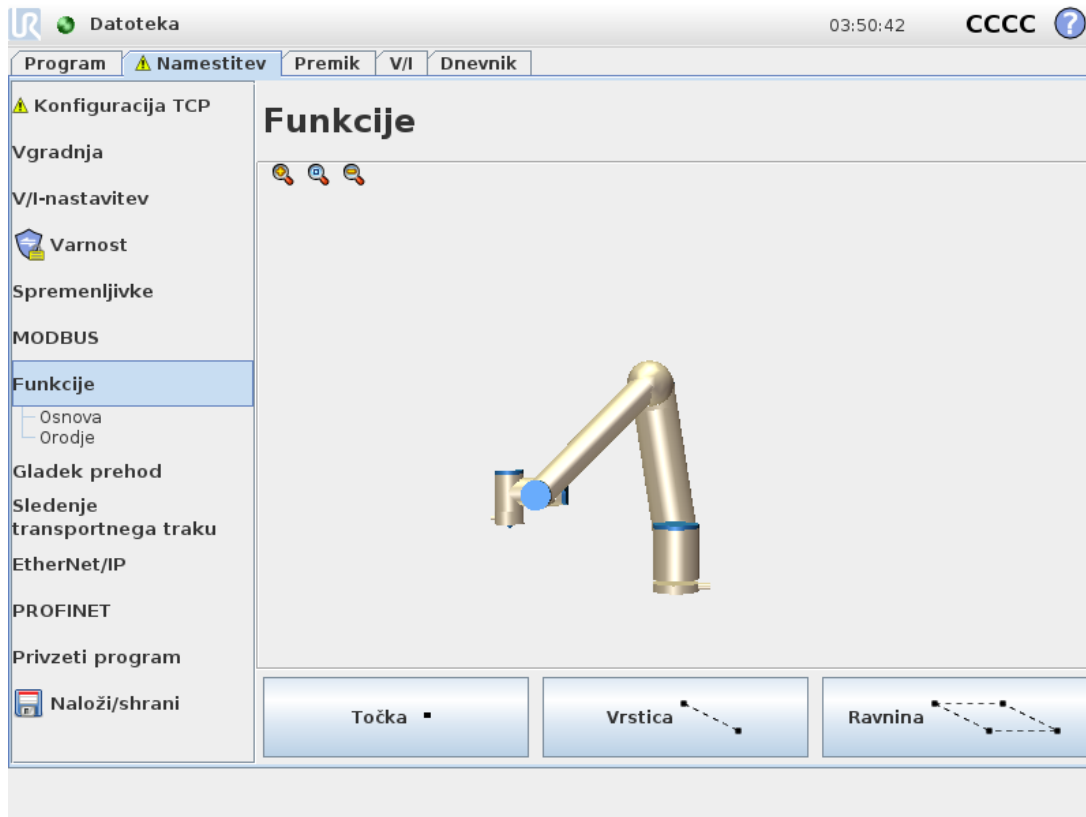 UR
Datoteka
03:50:42
CCCC
?
Program
Namestitev
Premik
V/I
Dnevnik
Konfiguracija TCP
Vgradnja
V/I-nastavitev
Varnost
Spremenljivke
MODBUS
Funkcije
Osnova
Orodje
Gladek prehod
Sledenje
transportnega traku
EtherNet/IP
PROFINET
Privzeti program
Naloži/shrani
Funkcije
Točka
Vrstica
Ravnina